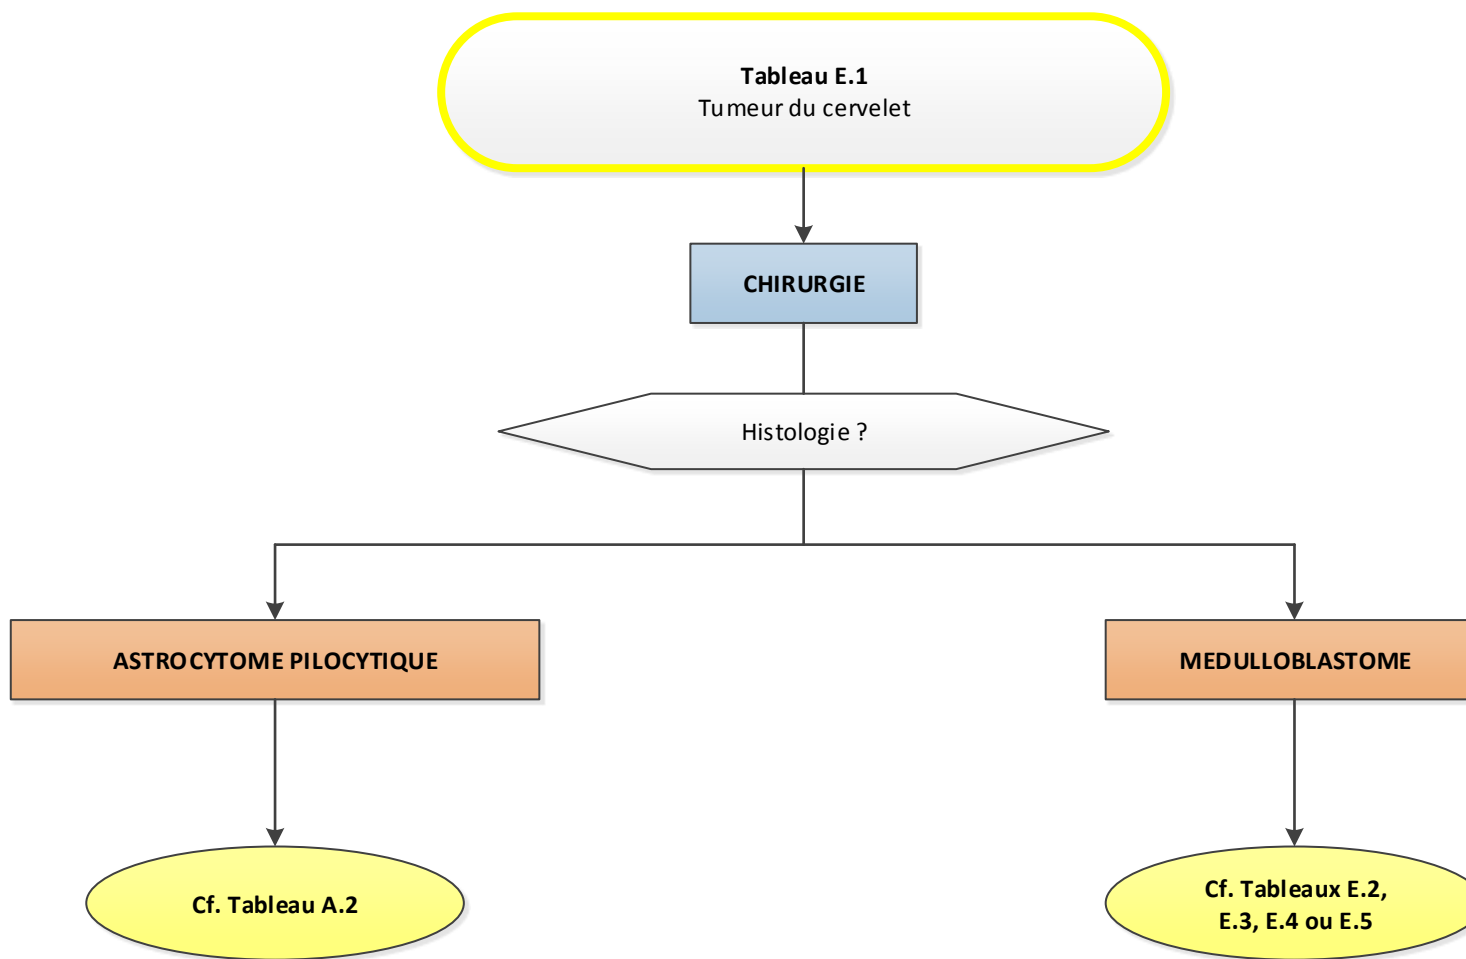 Tableau E.1
Tumeur du cervelet
CHIRURGIE
Histologie ?
ASTROCYTOME PILOCYTIQUE
MEDULLOBLASTOME
Cf. Tableau A.2
Cf. Tableaux E.2,
E.3, E.4 ou E.5